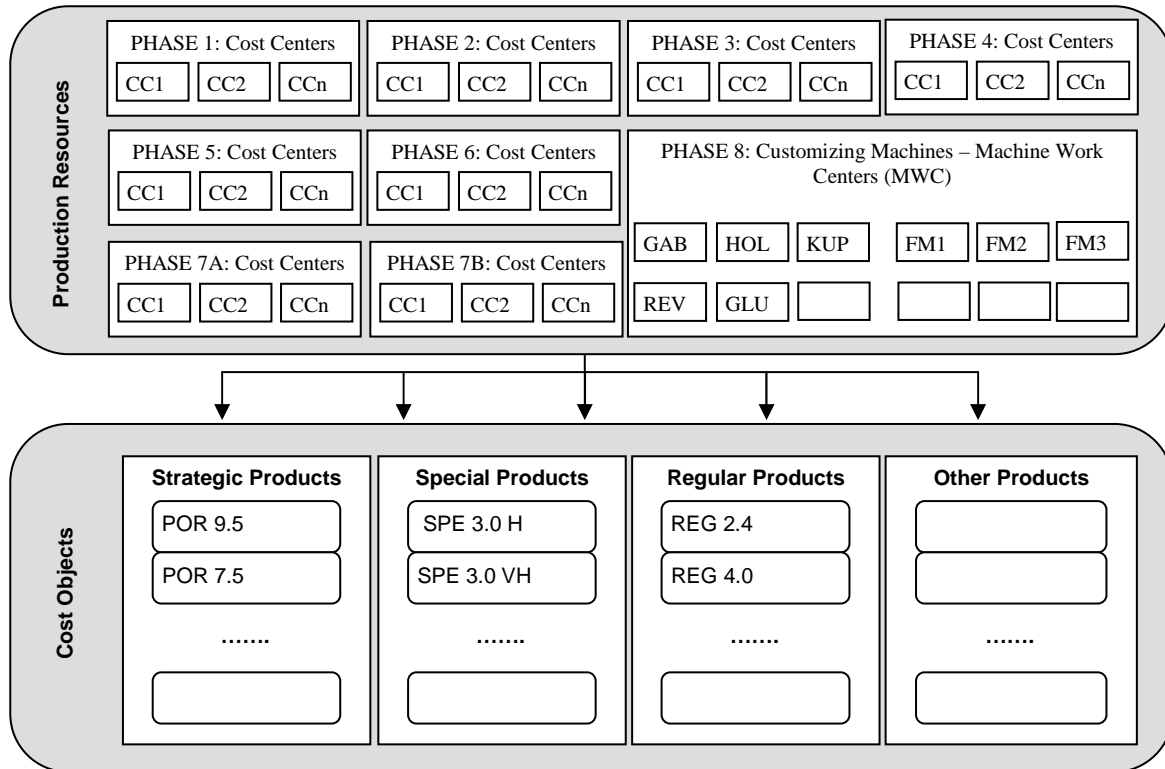 Production Resources
PHASE 1: Cost Centers
CC1 CC2 CCn
PHASE 2: Cost Centers
CC1 CC2 CCn
PHASE 3: Cost Centers
CC1 CC2 CCn
PHASE 4: Cost Centers
CC1 CC2 CCn
PHASE 5: Cost Centers
CC1 CC2 CCn
PHASE 6: Cost Centers
CC1 CC2 CCn
PHASE 7A: Cost Centers
CC1 CC2 CCn
PHASE 7B: Cost Centers
CC1 CC2 CCn
PHASE 8: Customizing Machines – Machine Work
Centers (MWC)
GAB HOL KUP FM1 FM2 FM3
REV GLU
Cost Objects
Strategic Products
POR 9.5
POR 7.5
…….
Special Products
SPE 3.0 H
SPE 3.0 VH
…….
Regular Products
REG 2.4
REG 4.0
…….
Other Products
…….